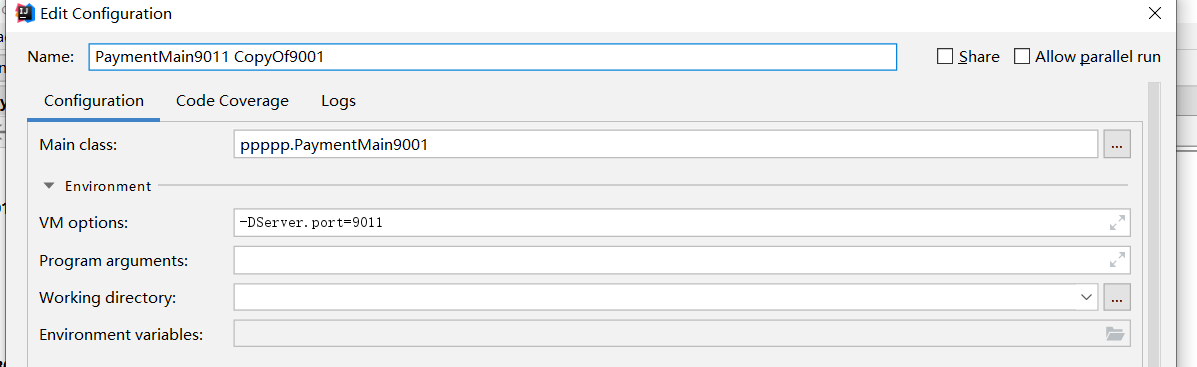 Edit Configuration
Name: PaymentMain9011 CopyOf9001 Share Allow parallel run
Configuration Code Coverage Logs
Main class: ppppp.PaymentMain9001 ...
Environment
VM options: -DServer.port=9011
Program arguments:
Working directory: ...
Environment variables: